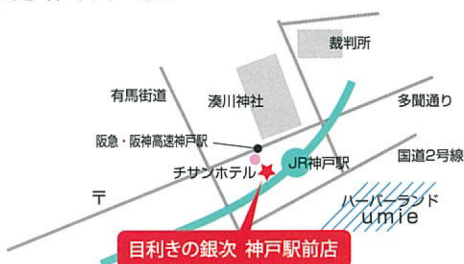 裁判所
有馬街道
湊川神社
多聞通り
阪急・阪神高速神戸駅
チサンホテル
JR神戸駅
国道2号線
〒
ハーバーランド
umie
目利きの銀次 神戸駅前店